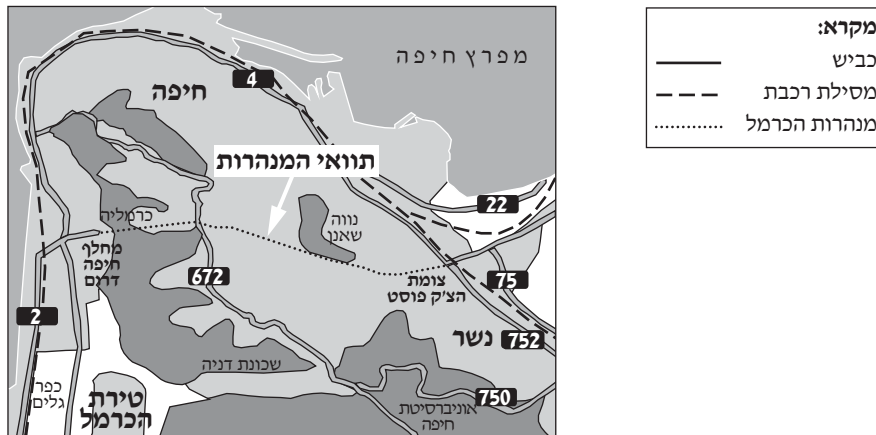 מקרא:
כביש
מסילת רכבת
מנהרות הכרמל
מפרץ חיפה
4
חיפה
תוואי המנהרות
22
כרמליה
נווה
שאנן
מחלף
חיפה
דרום
672
צומת
הצ'ק פוסט
75
2
נשר
752
שכונת דניה
כפר
גלים
טירת
הכרמל
750
אוניברסיטת
חיפה